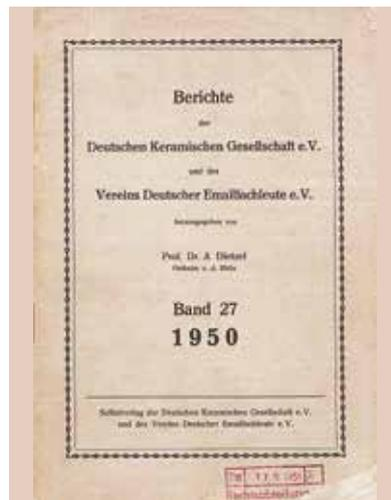 Berichte
der
Deutschen Keramischen Gesellschaft e.V.
und des
Vereins Deutscher Emailfachleute e.V.
herausgegeben von
Prof. Dr. A. Dietzel
Band 27
1950
Selbstverlag der Deutschen Keramischen Gesellschaft e.V.
und des Vereins Deutscher Emailfachleute e.V.